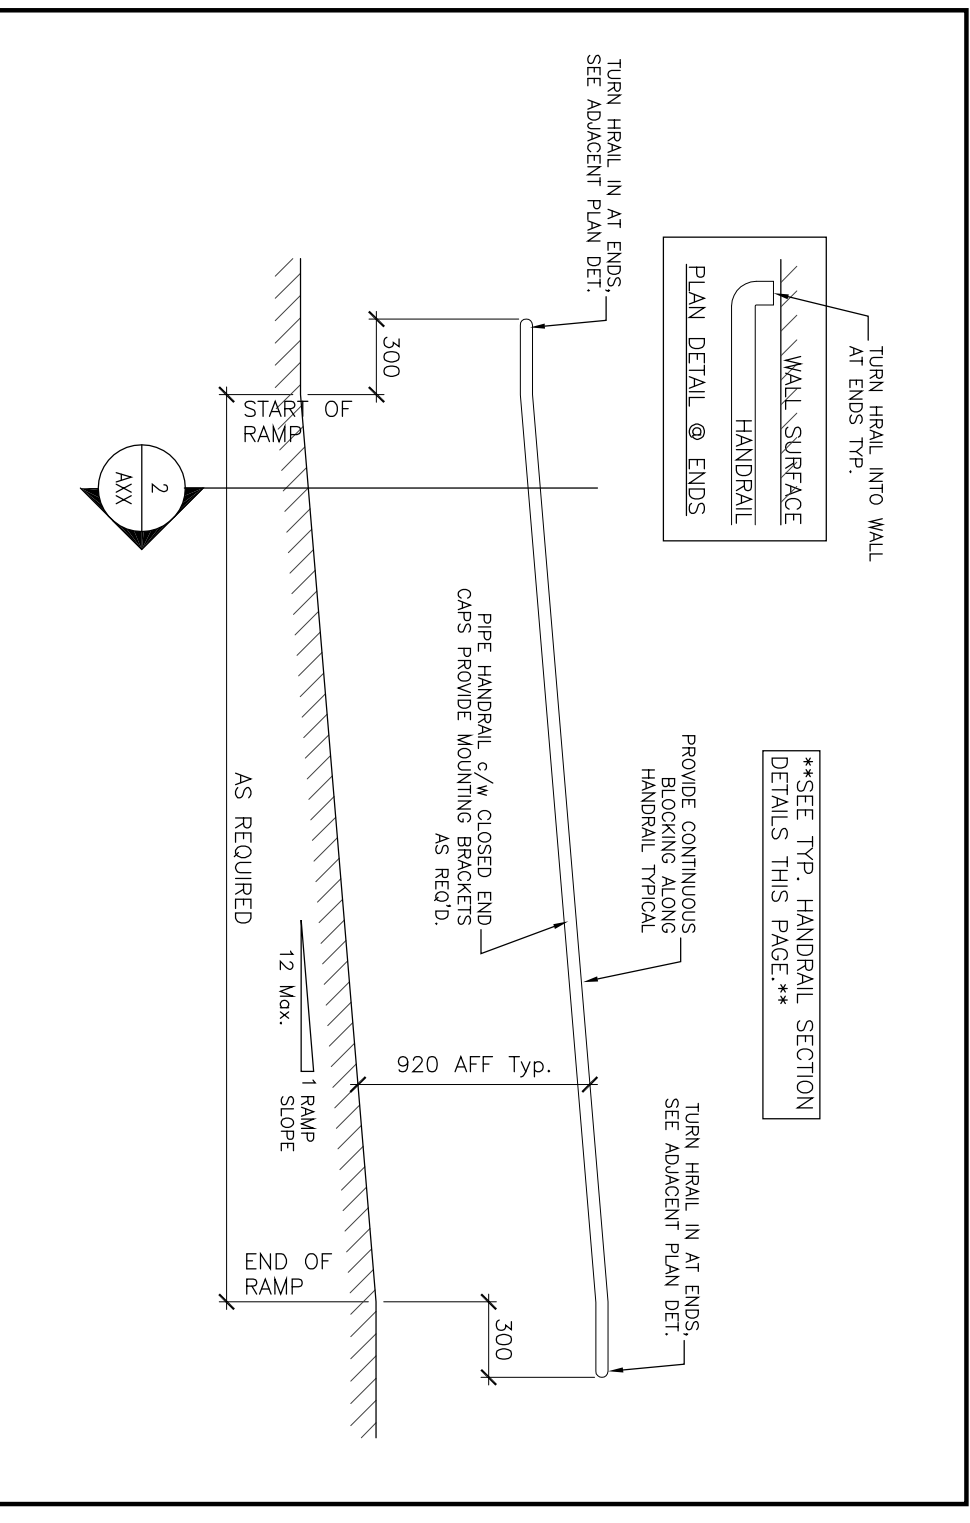 TURN HRAIL INTO WALL
AT ENDS TYP.
WALL SURFACE
HANDRAIL
PLAN DETAIL @ ENDS
**SEE TYP. HANDRAIL SECTION
DETAILS THIS PAGE.**
TURN HRAIL IN AT ENDS,
SEE ADJACENT PLAN DET.
PROVIDE CONTINUOUS
BLOCKING ALONG
HANDRAIL TYPICAL
TURN HRAIL IN AT ENDS,
SEE ADJACENT PLAN DET.
PIPE HANDRAIL c/w CLOSED END
CAPS PROVIDE MOUNTING BRACKETS
AS REQ'D.
920 AFF Typ.
300
300
START OF
RAMP
1 RAMP
SLOPE
12 Max.
END OF
RAMP
AS REQUIRED
2
AXX